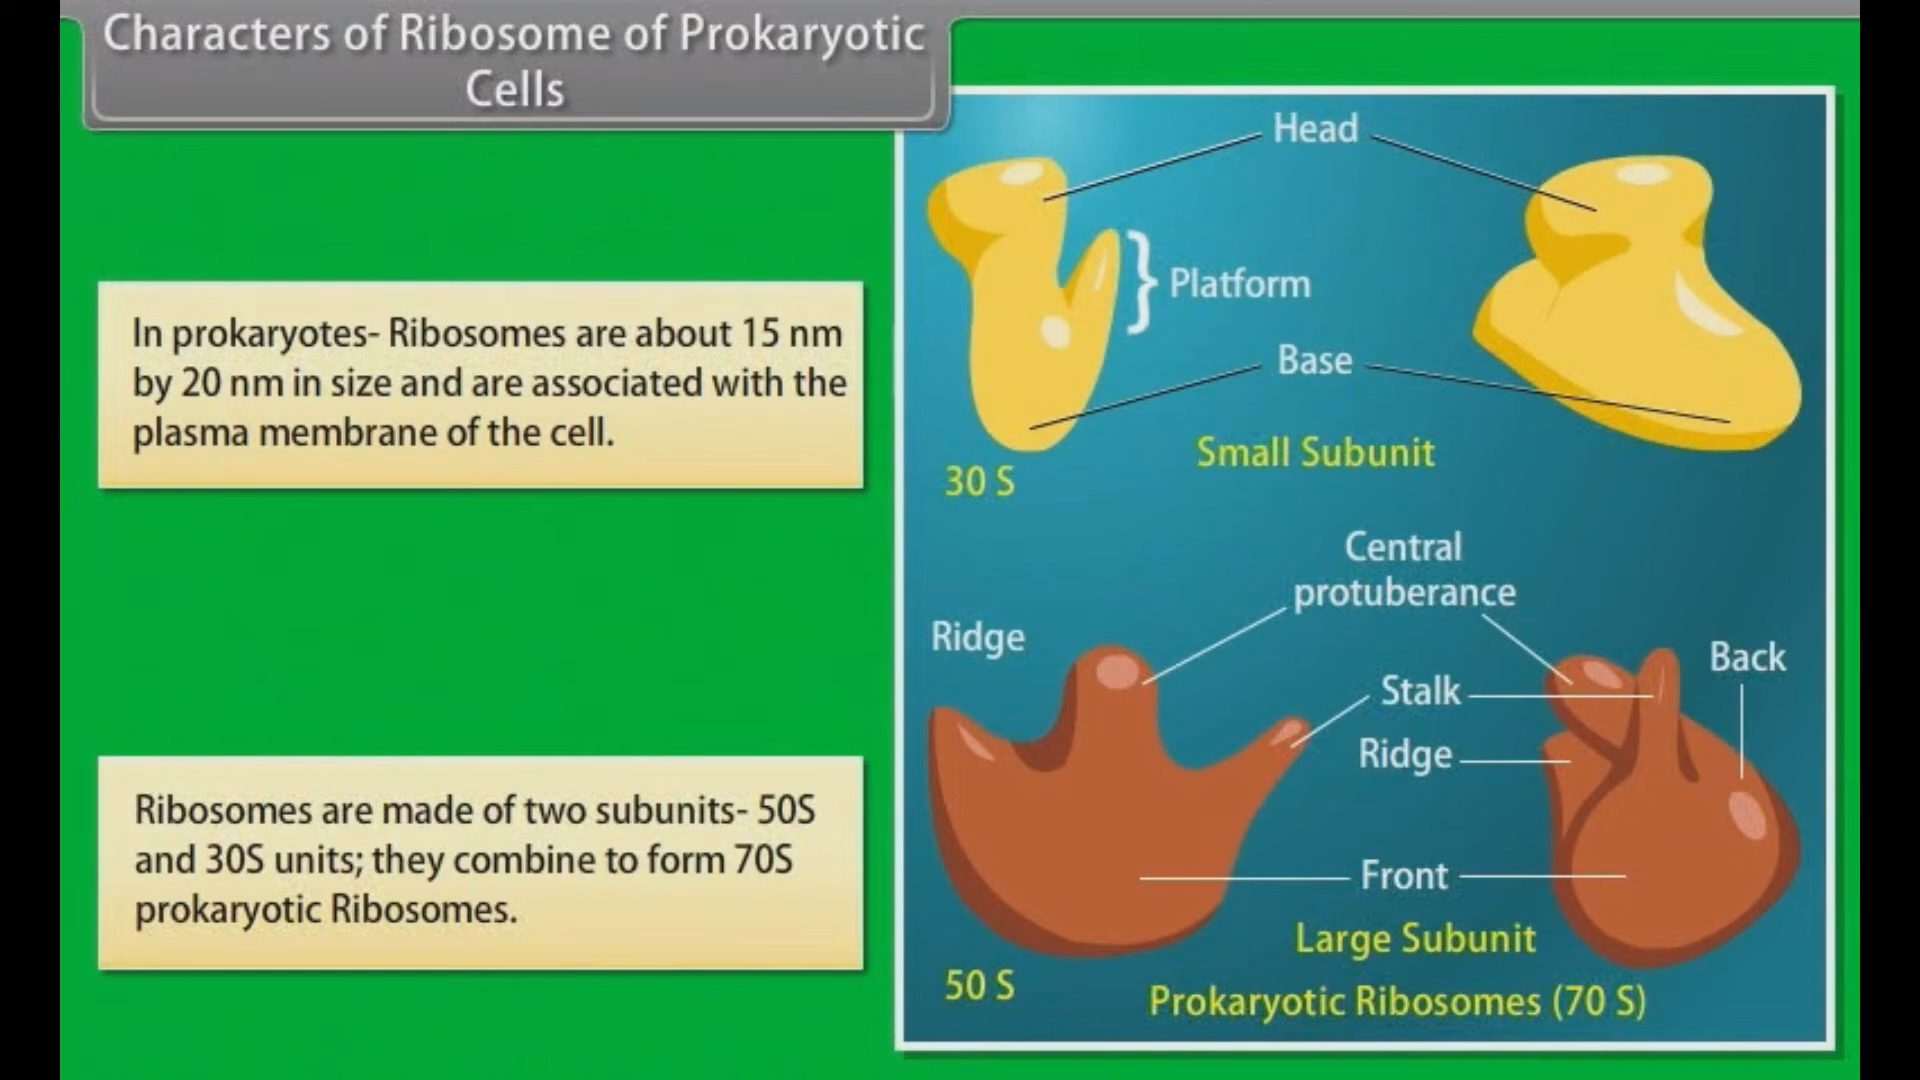 Characters of Ribosome of Prokaryotic
Cells
In prokaryotes- Ribosomes are about 15 nm
by 20 nm in size and are associated with the
plasma membrane of the cell.
Ribosomes are made of two subunits- 50S
and 30S units; they combine to form 70S
prokaryotic Ribosomes.
Head
} Platform
Base
Small Subunit
30 S
Central
protuberance
Ridge
Back
Stalk
Ridge
Front
Large Subunit
50 S
Prokaryotic Ribosomes (70 S)